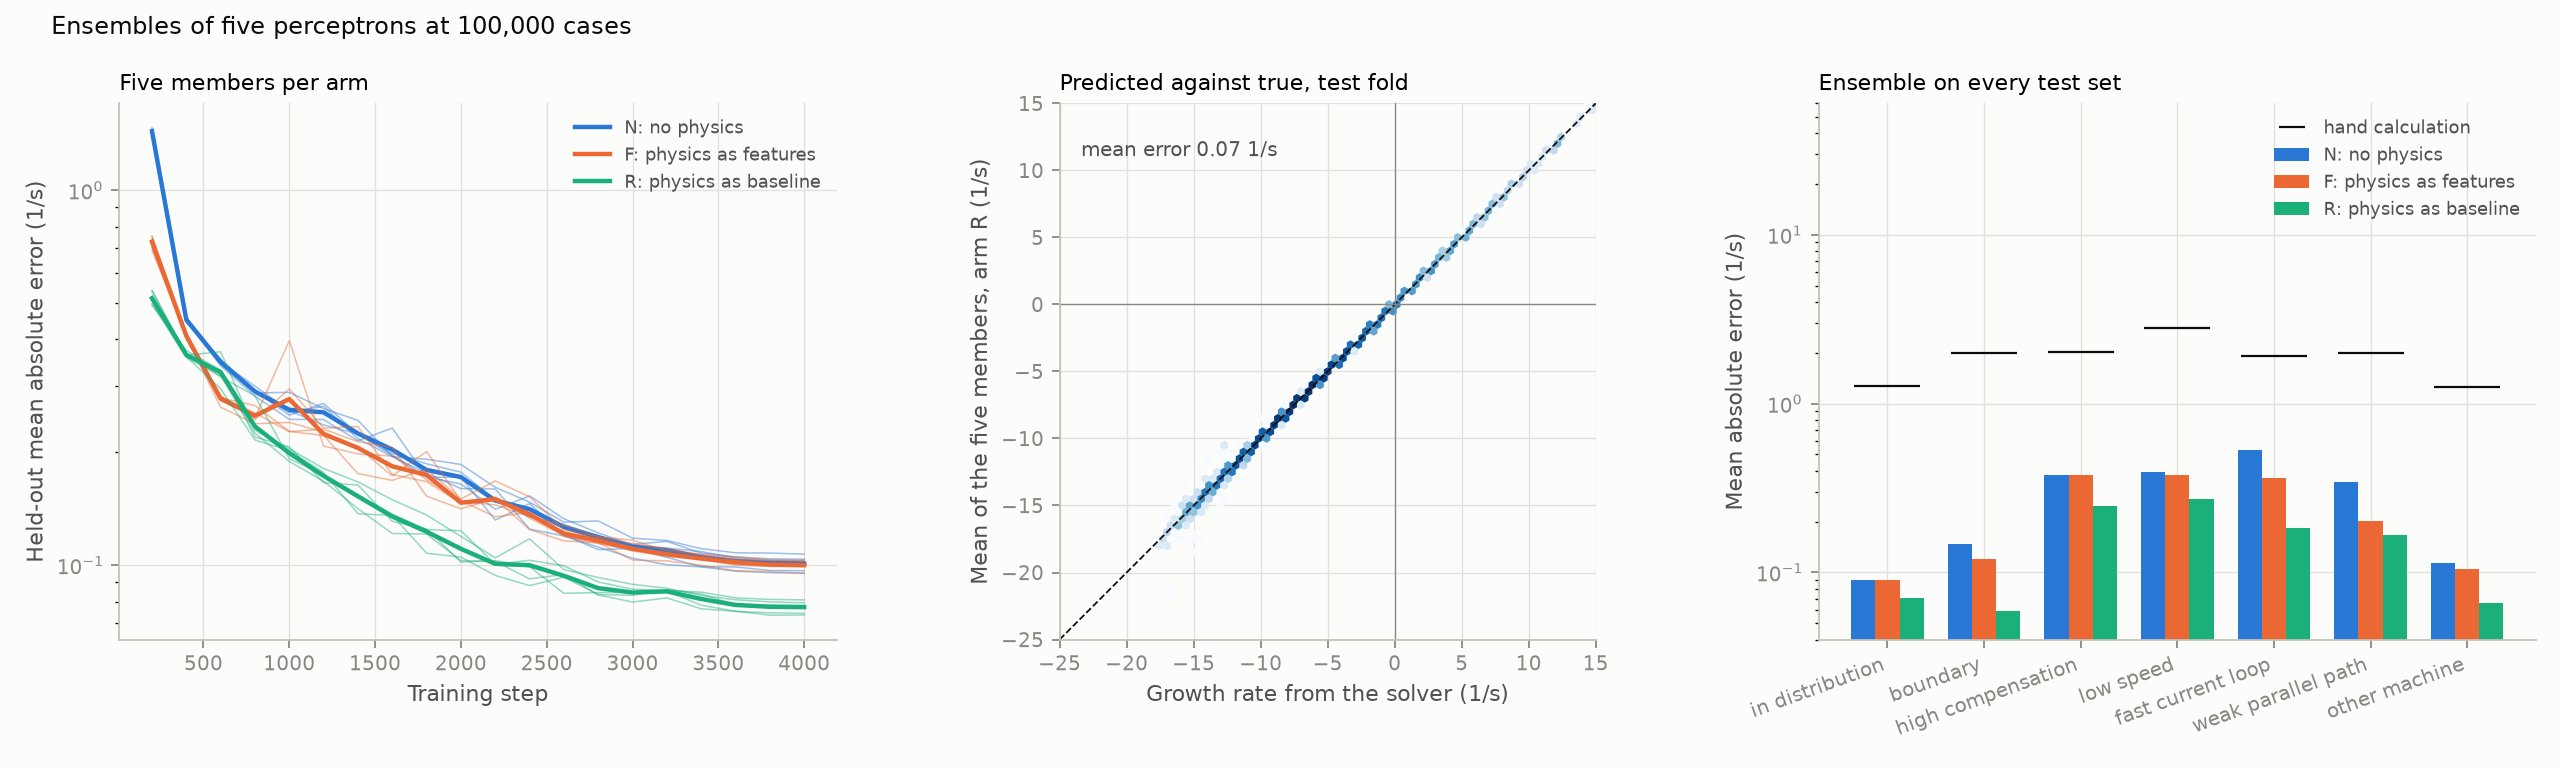 Ensembles of five perceptrons at 100,000 cases
Five members per arm
Held-out mean absolute error (1/s)
10⁰
10⁻¹
N: no physics
F: physics as features
R: physics as baseline
500 1000 1500 2000 2500 3000 3500 4000
Training step
Predicted against true, test fold
Mean of the five members, arm R (1/s)
15
10
5
0
−5
−10
−15
−20
−25
mean error 0.07 1/s
−25 −20 −15 −10 −5 0 5 10 15
Growth rate from the solver (1/s)
Ensemble on every test set
Mean absolute error (1/s)
10¹
10⁰
10⁻¹
hand calculation
N: no physics
F: physics as features
R: physics as baseline
in distribution
boundary
high compensation
low speed
fast current loop
weak parallel path
other machine